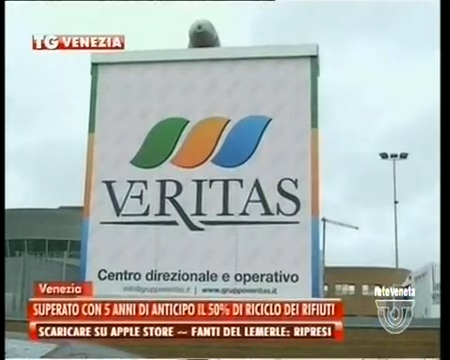 TG VENEZIA
VERITAS
Centro direzionale e operativo
info@gruppoveritas.it | www.gruppoveritas.it
Venezia
SUPERATO CON 5 ANNI DI ANTICIPO IL 50% DI RICICLO DEI RIFIUTI
Reteveneta
SCARICARE SU APPLE STORE ~ FANTI DEL LEMERLE: RIPRESI